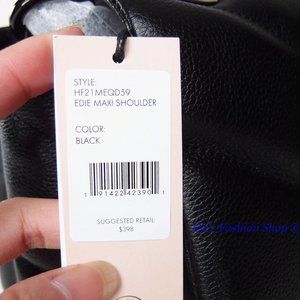 STYLE:
HF21MEQD59
EDIE MAXI SHOULDER
COLOR:
BLACK
1 91422 42390 1
SUGGESTED RETAIL:
$398
Fashion Shop